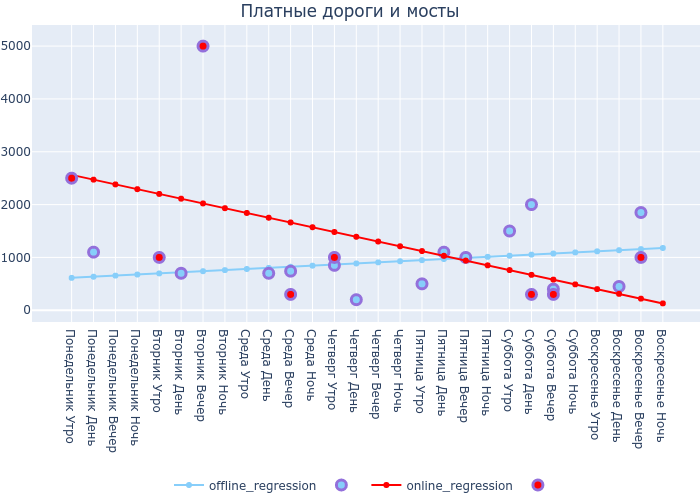 Платные дороги и мосты
5000
4000
3000
2000
1000
0
Понедельник Утро
Понедельник День
Понедельник Вечер
Понедельник Ночь
Вторник Утро
Вторник День
Вторник Вечер
Вторник Ночь
Среда Утро
Среда День
Среда Вечер
Среда Ночь
Четверг Утро
Четверг День
Четверг Вечер
Четверг Ночь
Пятница Утро
Пятница День
Пятница Вечер
Пятница Ночь
Суббота Утро
Суббота День
Суббота Вечер
Суббота Ночь
Воскресенье Утро
Воскресенье День
Воскресенье Вечер
Воскресенье Ночь
offline_regression online_regression